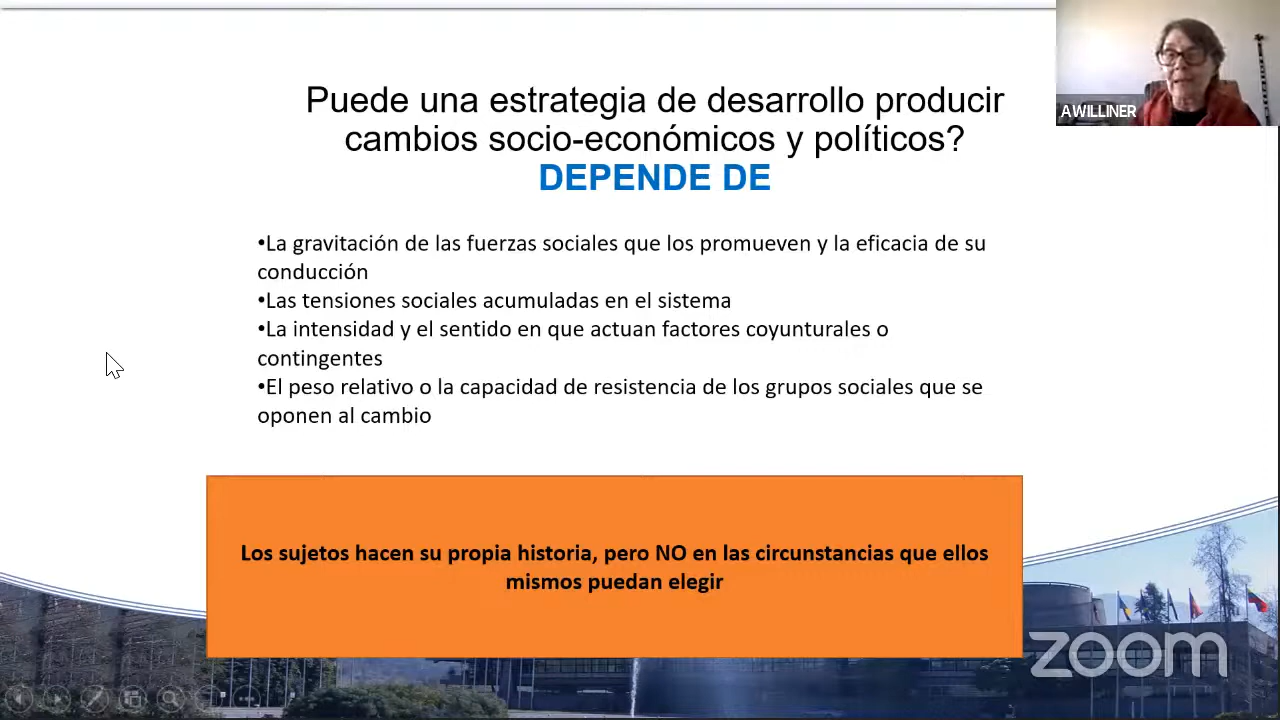 Puede una estrategia de desarrollo producir
cambios socio-económicos y políticos?
DEPENDE DE
A WILLINER
•La gravitación de las fuerzas sociales que los promueven y la eficacia de su
conducción
•Las tensiones sociales acumuladas en el sistema
•La intensidad y el sentido en que actuan factores coyunturales o
contingentes
•El peso relativo o la capacidad de resistencia de los grupos sociales que se
oponen al cambio
Los sujetos hacen su propia historia, pero NO en las circunstancias que ellos
mismos puedan elegir
zoom